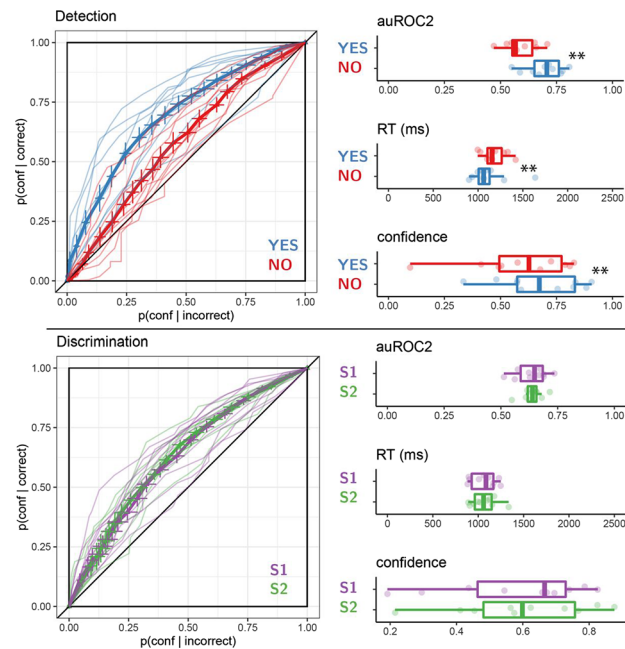 Detection
1.00
0.75
0.50
0.25
0.00
p(conf | correct)
YES
NO
0.00 0.25 0.50 0.75 1.00
p(conf | incorrect)
auROC2
YES
NO
**
0.00 0.25 0.50 0.75 1.00
RT (ms)
YES
NO
**
0 500 1000 1500 2000 2500
confidence
YES
NO
**
Discrimination
1.00
0.75
0.50
0.25
0.00
p(conf | correct)
S1
S2
0.00 0.25 0.50 0.75 1.00
p(conf | incorrect)
auROC2
S1
S2
0.00 0.25 0.50 0.75 1.00
RT (ms)
S1
S2
0 500 1000 1500 2000 2500
confidence
S1
S2
0.2 0.4 0.6 0.8